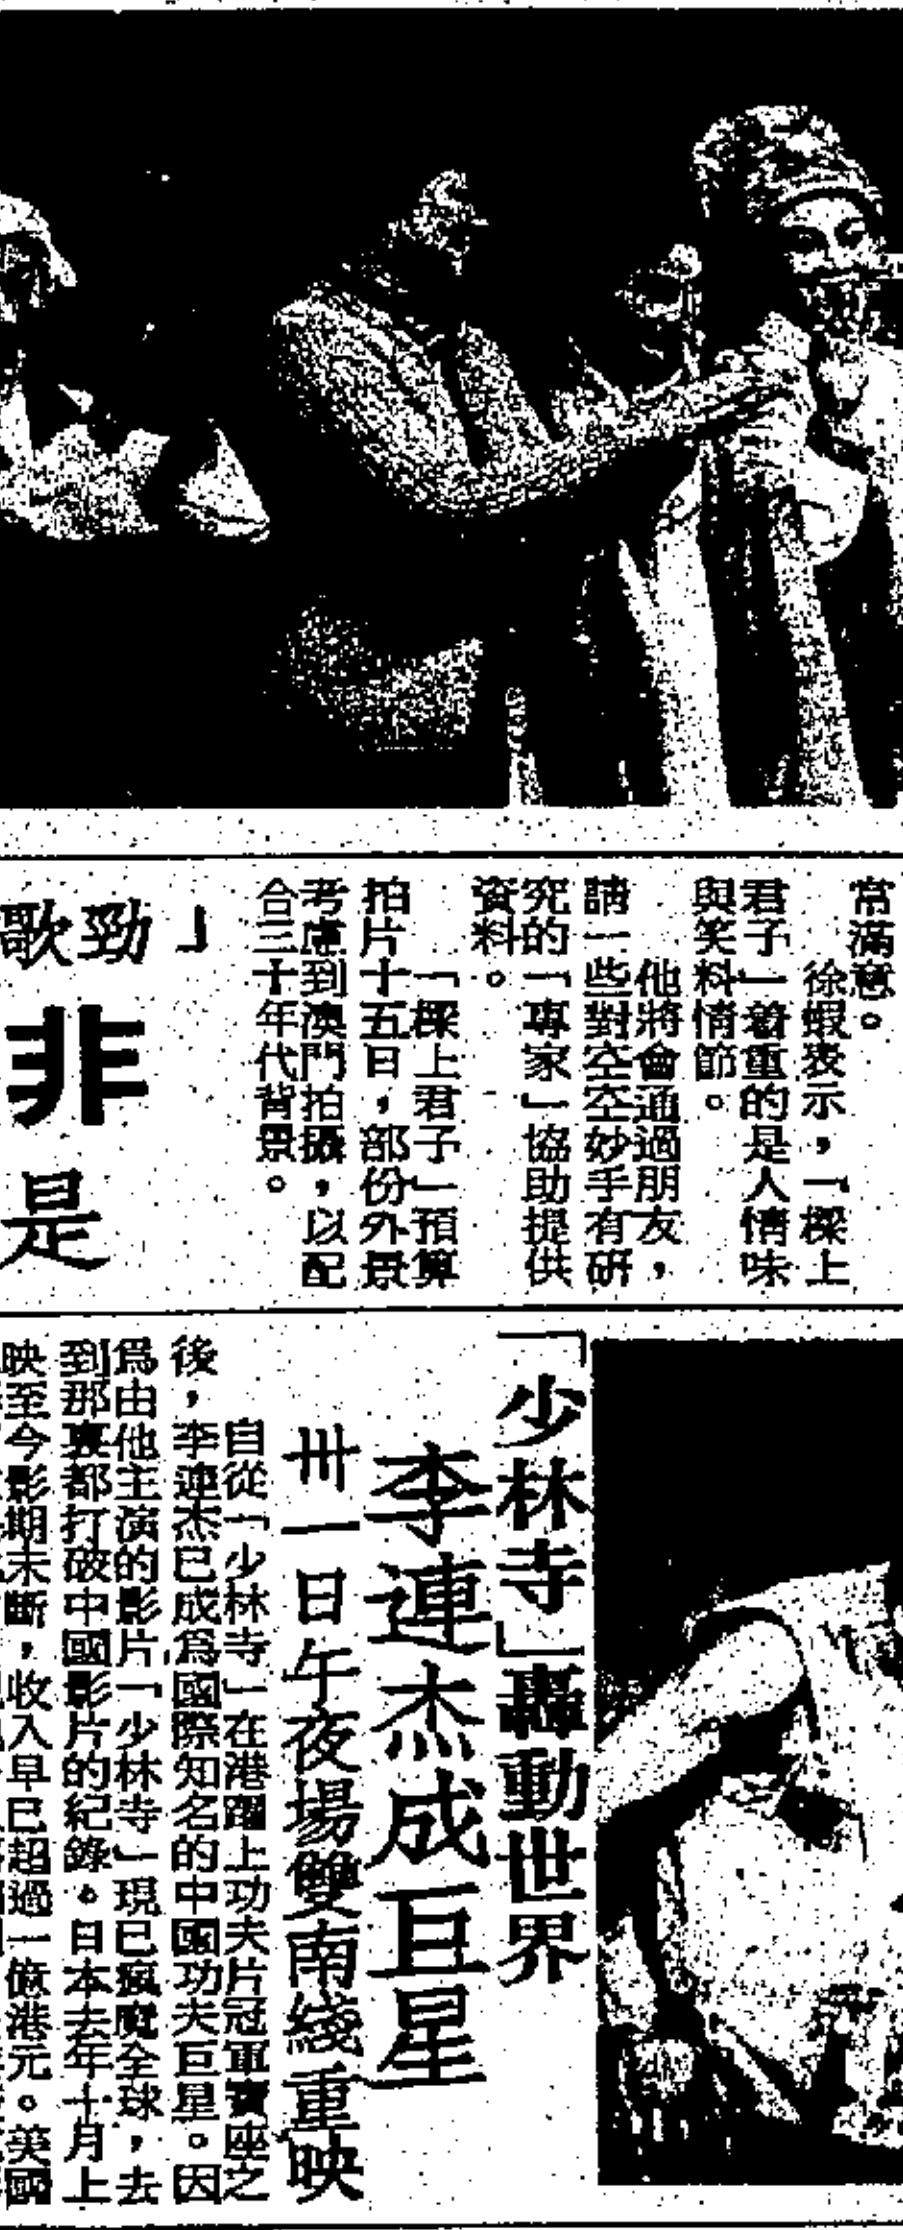 常滿意。
徐蝦表示，「樑上
君子」着重的是人情味
與笑料情節。
他將會通過朋友，
請一些對空空妙手有研
究的「專家」協助提供
資料。
「樑上君子」預算
拍片十五日，部份外景
考慮到澳門拍攝，以配
合三十年代背景。
」
勁
歌
非
是
「少林寺」轟動世界
李連杰成巨星
卅一日午夜場雙南綫重映
自從「少林寺」在港躍上功夫片冠軍寶座之
後，李連杰已成爲國際知名的中國功夫巨星。因
爲由他主演的影片「少林寺」現已瘋魔全球，去
到那裏都打破中國影片的紀錄。日本去年十月上
映至今影期未斷，收入早已超過一億港元。美國